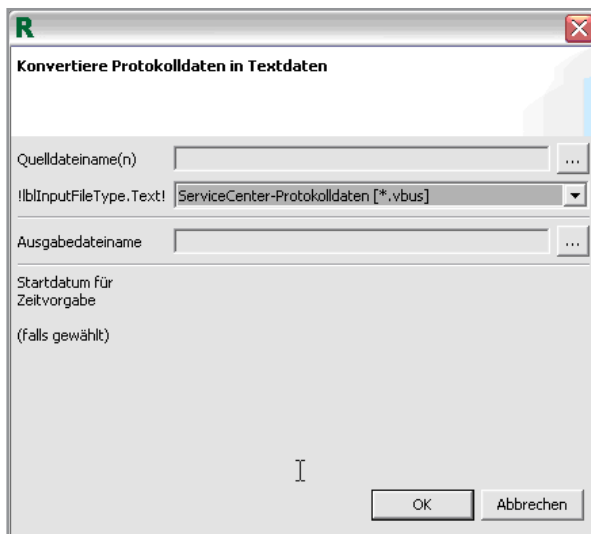 R
Konvertiere Protokolldaten in Textdaten
Quelldateiname(n)
...
!lblInputFileType.Text! ServiceCenter-Protokolldaten [*.vbus]
Ausgabedateiname
...
Startdatum für
Zeitvorgabe
(falls gewählt)
OK Abbrechen